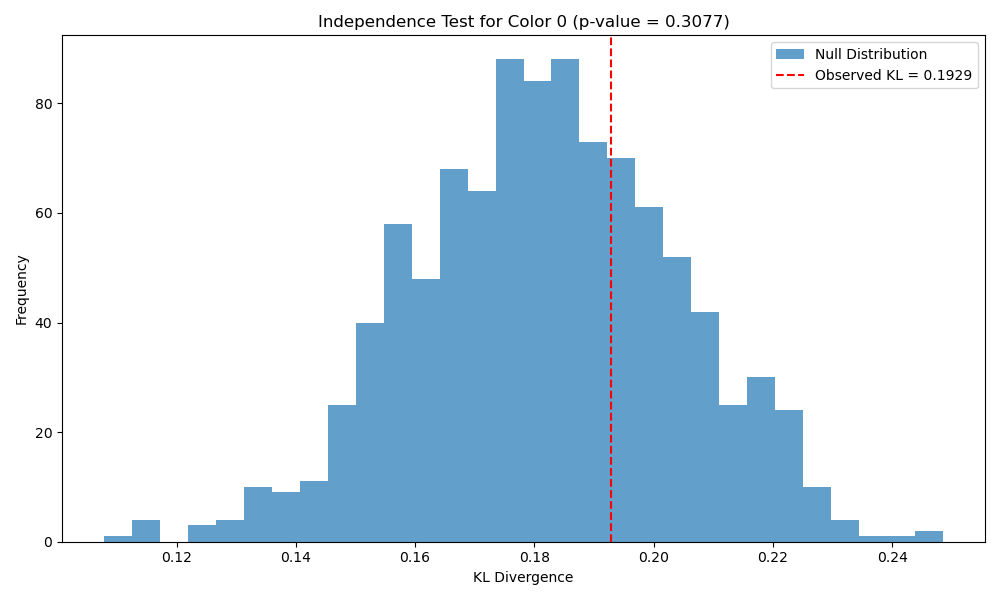 Independence Test for Color 0 (p-value = 0.3077)
Null Distribution
Observed KL = 0.1929
Frequency
80
60
40
20
0
0.12 0.14 0.16 0.18 0.20 0.22 0.24
KL Divergence